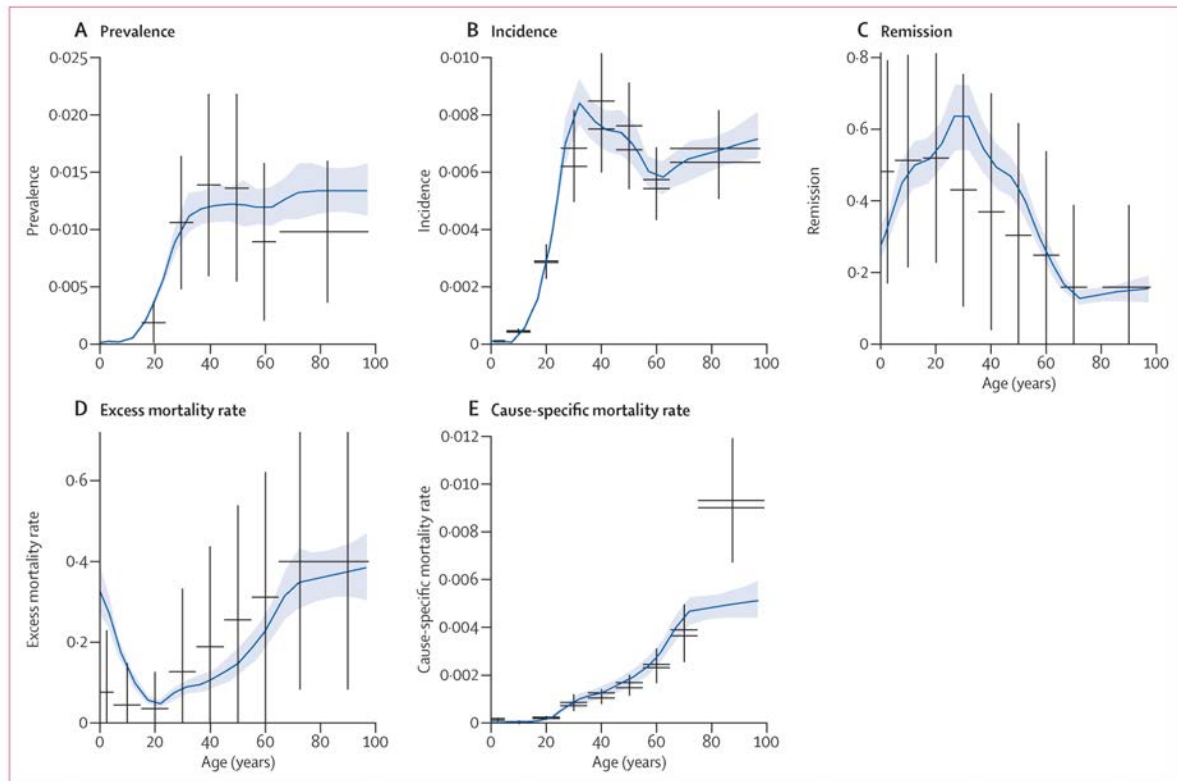 A Prevalence
0·025
0·020
0·015
0·010
0·005
0
0 20 40 60 80 100
Prevalence
B Incidence
0·010
0·008
0·006
0·004
0·002
0
0 20 40 60 80 100
Incidence
C Remission
0·8
0·6
0·4
0·2
0
0 20 40 60 80 100
Remission
Age (years)
D Excess mortality rate
0·6
0·4
0·2
0
0 20 40 60 80 100
Excess mortality rate
Age (years)
E Cause-specific mortality rate
0·012
0·010
0·008
0·006
0·004
0·002
0
0 20 40 60 80 100
Cause-specific mortality rate
Age (years)